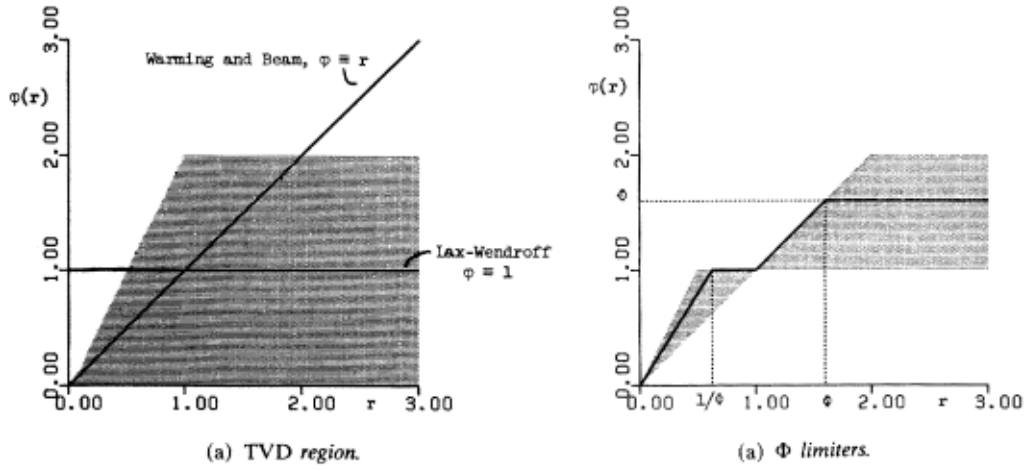 3.00
φ(r)
2.00
1.00
0.00
0.00 1.00 2.00 r 3.00
Warming and Beam, φ ≡ r
Lax-Wendroff
φ ≡ 1
(a) TVD region.
3.00
φ(r)
2.00
Φ
1.00
0.00
0.00 1/Φ 1.00 Φ 2.00 r 3.00
(a) Φ limiters.